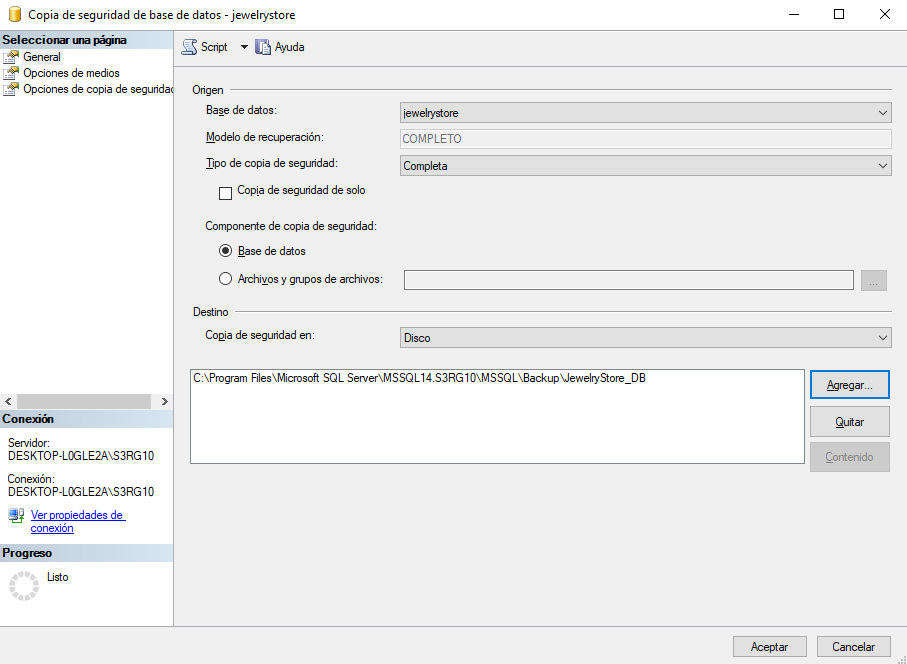 Copia de seguridad de base de datos - jewelrystore
Seleccionar una página
General
Opciones de medios
Opciones de copia de seguridad
Script
Ayuda
Origen
Base de datos:
jewelrystore
Modelo de recuperación:
COMPLETO
Tipo de copia de seguridad:
Completa
Copia de seguridad de solo
Componente de copia de seguridad:
Base de datos
Archivos y grupos de archivos:
...
Destino
Copia de seguridad en:
Disco
C:\Program Files\Microsoft SQL Server\MSSQL14.S3RG10\MSSQL\Backup\JewelryStore_DB
Agregar...
Quitar
Contenido
Conexión
Servidor:
DESKTOP-L0GLE2A\S3RG10
Conexión:
DESKTOP-L0GLE2A\S3RG10
Ver propiedades de
conexión
Progreso
Listo
Aceptar
Cancelar